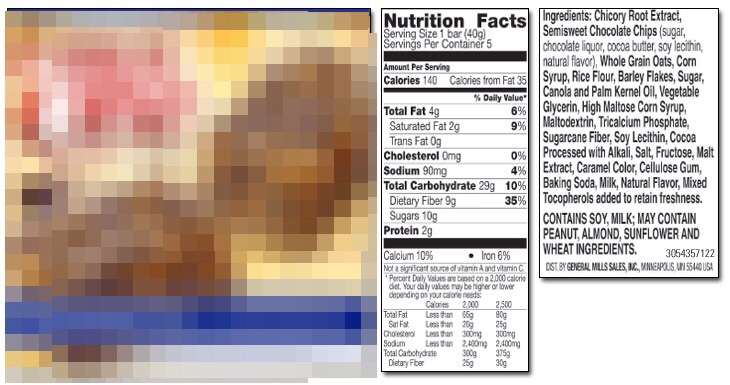 Nutrition Facts
Serving Size 1 bar (40g)
Servings Per Container 5
Amount Per Serving
Calories 140 Calories from Fat 35
% Daily Value*
Total Fat 4g 6%
Saturated Fat 2g 9%
Trans Fat 0g
Cholesterol 0mg 0%
Sodium 90mg 4%
Total Carbohydrate 29g 10%
Dietary Fiber 9g 35%
Sugars 10g
Protein 2g
Calcium 10% • Iron 6%
Not a significant source of vitamin A and vitamin C.
* Percent Daily Values are based on a 2,000 calorie
diet. Your daily values may be higher or lower
depending on your calorie needs:
Calories 2,000 2,500
Total Fat Less than 65g 80g
Sat Fat Less than 20g 25g
Cholesterol Less than 300mg 300mg
Sodium Less than 2,400mg 2,400mg
Total Carbohydrate 300g 375g
Dietary Fiber 25g 30g
Ingredients: Chicory Root Extract,
Semisweet Chocolate Chips (sugar,
chocolate liquor, cocoa butter, soy lecithin,
natural flavor), Whole Grain Oats, Corn
Syrup, Rice Flour, Barley Flakes, Sugar,
Canola and Palm Kernel Oil, Vegetable
Glycerin, High Maltose Corn Syrup,
Maltodextrin, Tricalcium Phosphate,
Sugarcane Fiber, Soy Lecithin, Cocoa
Processed with Alkali, Salt, Fructose, Malt
Extract, Caramel Color, Cellulose Gum,
Baking Soda, Milk, Natural Flavor, Mixed
Tocopherols added to retain freshness.
CONTAINS SOY, MILK; MAY CONTAIN
PEANUT, ALMOND, SUNFLOWER AND
WHEAT INGREDIENTS.
3054357122
DIST. BY GENERAL MILLS SALES, INC., MINNEAPOLIS, MN 55440 USA